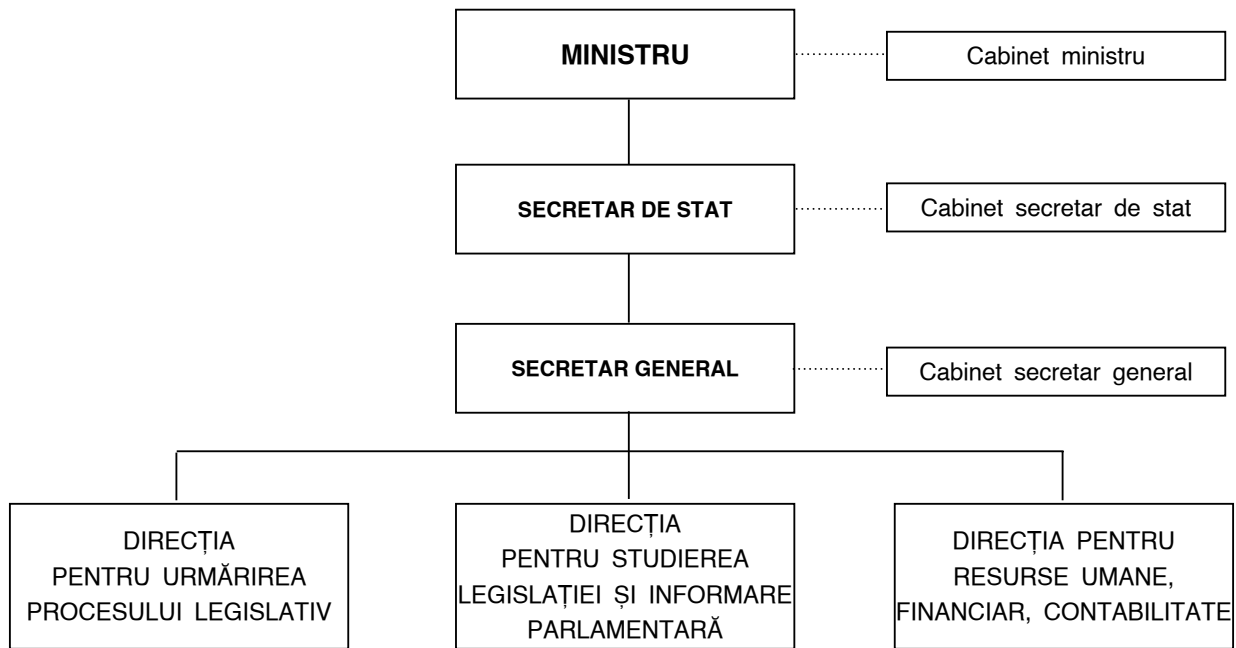 MINISTRU
Cabinet ministru
SECRETAR DE STAT
Cabinet secretar de stat
SECRETAR GENERAL
Cabinet secretar general
DIRECȚIA
PENTRU URMĂRIREA
PROCESULUI LEGISLATIV
DIRECȚIA
PENTRU STUDIEREA
LEGISLAȚIEI ȘI INFORMARE
PARLAMENTARĂ
DIRECȚIA PENTRU
RESURSE UMANE,
FINANCIAR, CONTABILITATE